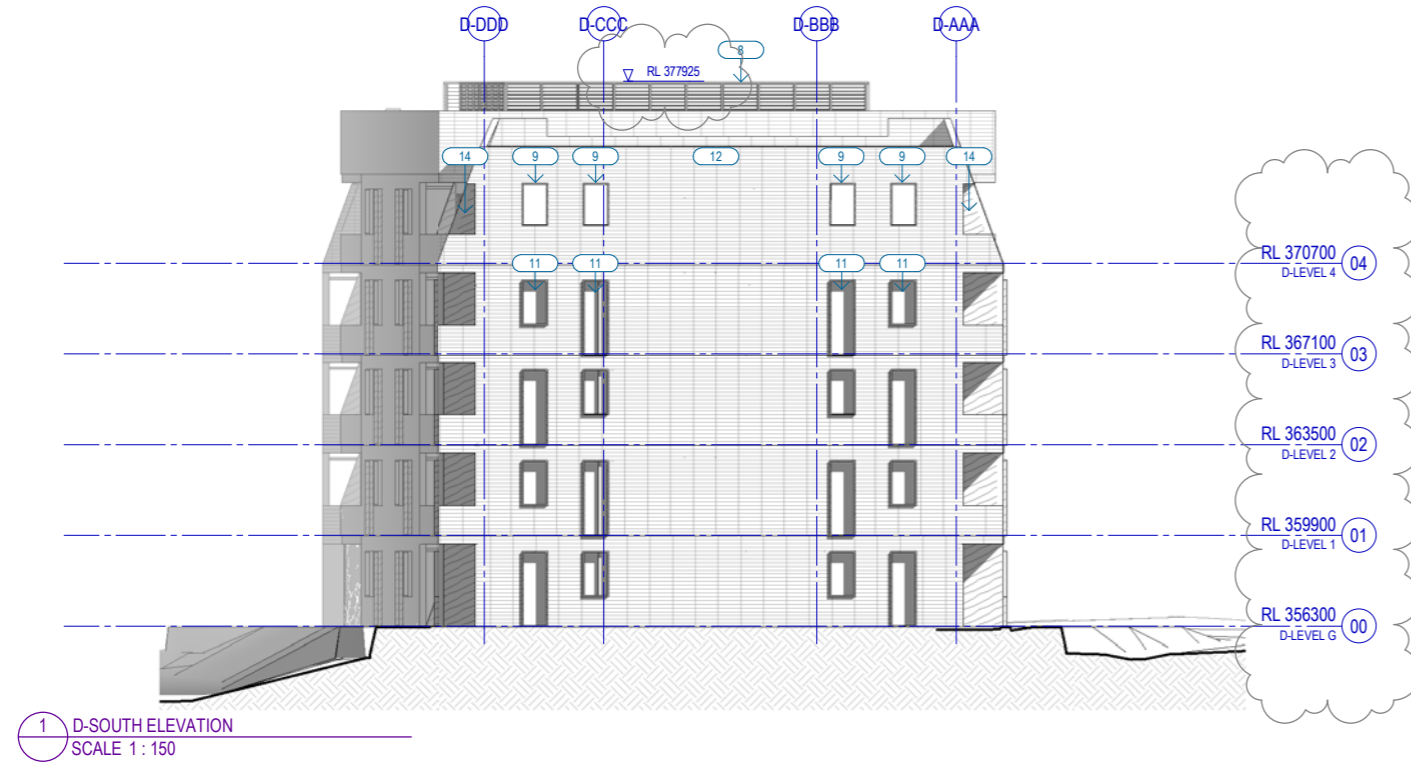 D-DDD
D-CCC
D-BBB
D-AAA
8
RL 377925
14
9
9
12
9
9
14
11
11
11
11
RL 370700
D-LEVEL 4
04
RL 367100
D-LEVEL 3
03
RL 363500
D-LEVEL 2
02
RL 359900
D-LEVEL 1
01
RL 356300
D-LEVEL G
00
1
D-SOUTH ELEVATION
SCALE 1 : 150